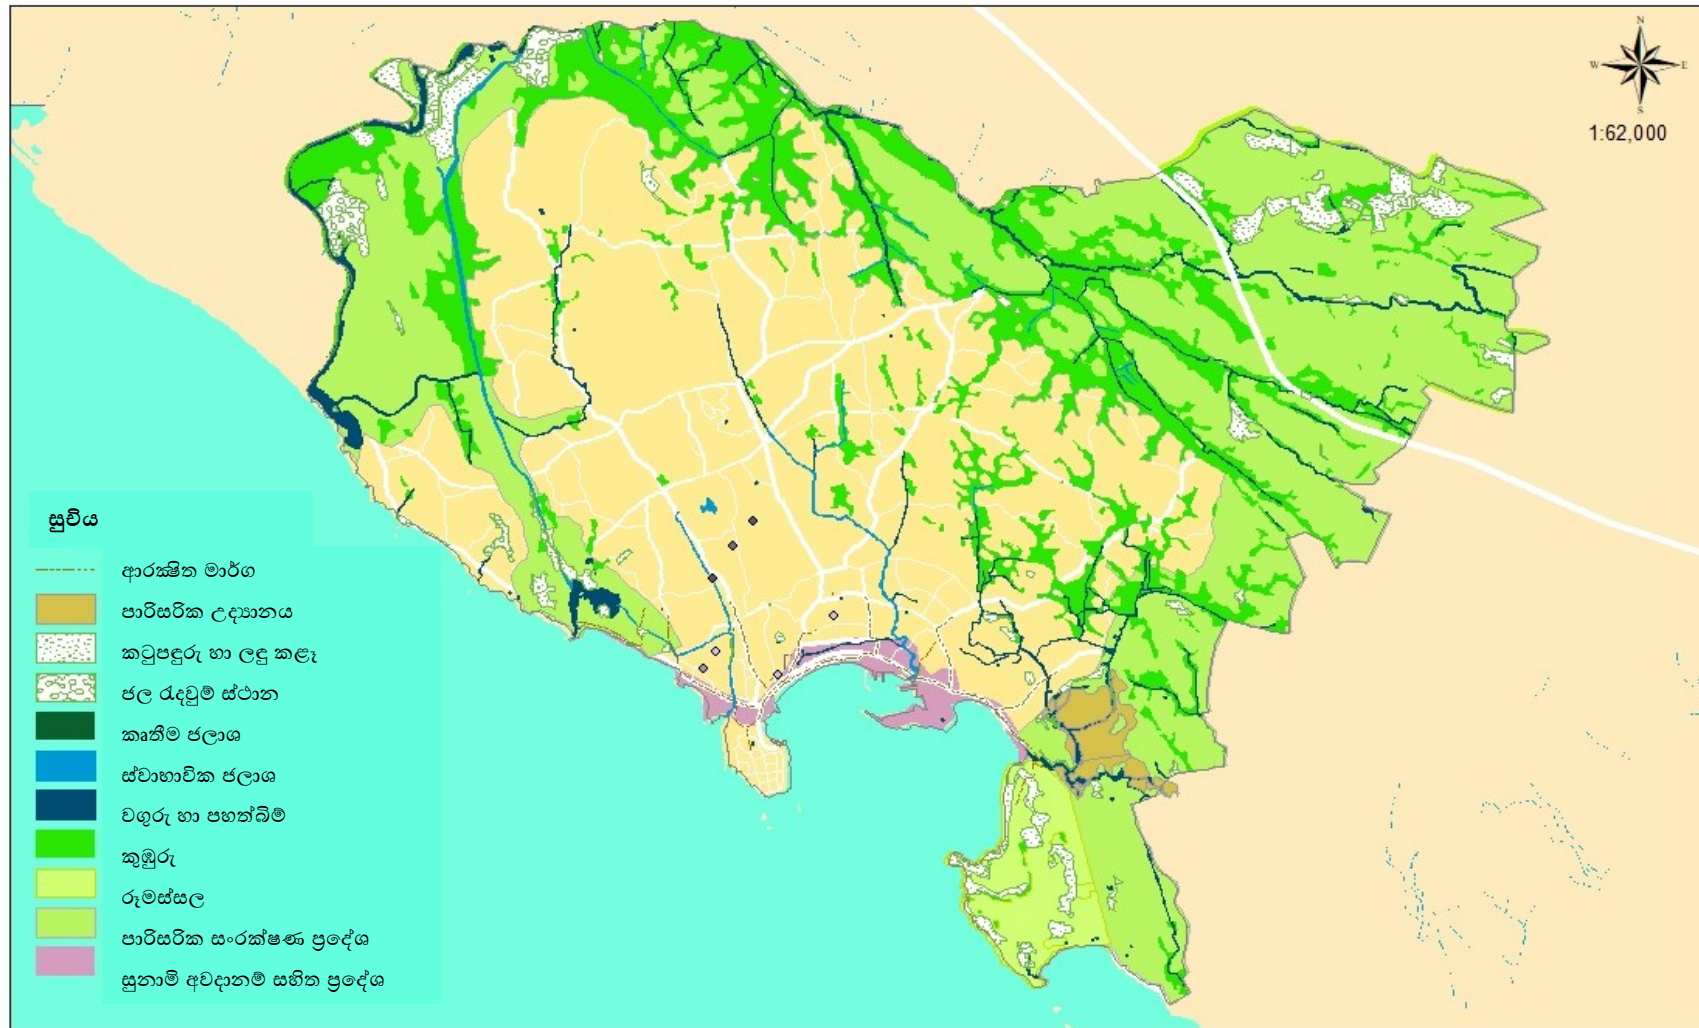 N
W E
S
1:62,000
සූචිය
ආරක්‍ෂිත මාර්ග
පාරිසරික උද්‍යානය
කටුපඳුරු හා ලඳු කළෑ
ජල රැඳවුම් ස්ථාන
කෘතීම ජලාශ
ස්වාභාවික ජලාශ
වගුරු හා පහත්බිම්
කුඹුරු
රූමස්සල
පාරිසරික සංරක්ෂණ ප්‍රදේශ
සුනාමි අවදානම් සහිත ප්‍රදේශ